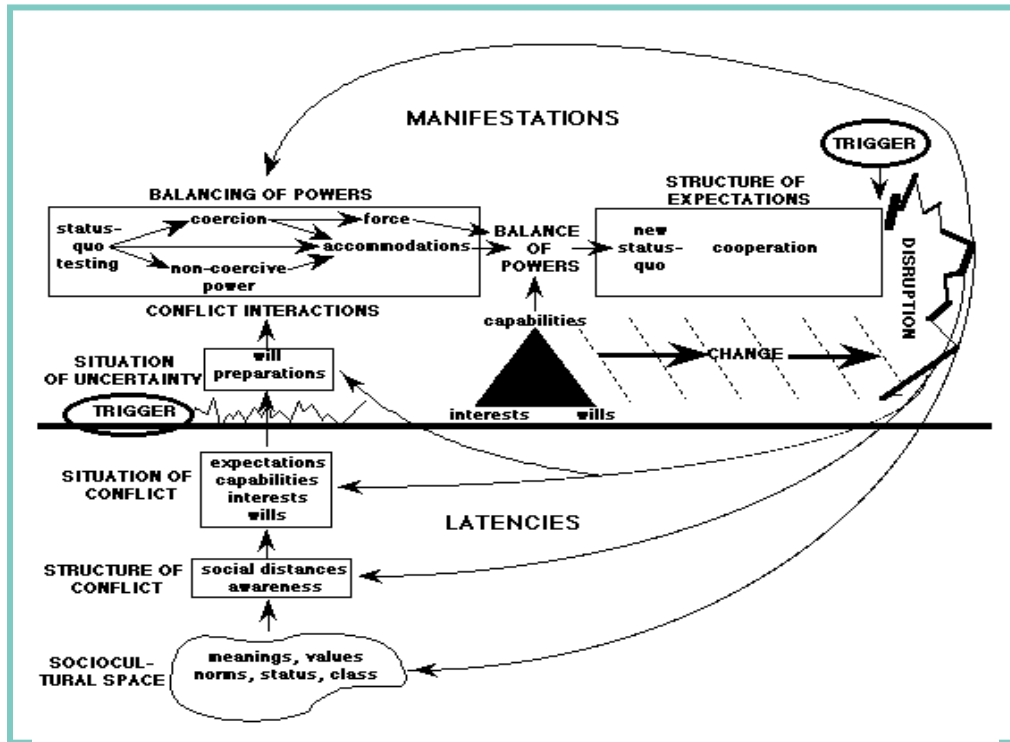 MANIFESTATIONS
TRIGGER
BALANCING OF POWERS
STRUCTURE OF
EXPECTATIONS
status-
quo
testing
coercion
force
accommodations
non-coercive
power
BALANCE
OF
POWERS
new
status-
quo
cooperation
DISRUPTION
CONFLICT INTERACTIONS
capabilities
interests
wills
CHANGE
SITUATION
OF UNCERTAINTY
will
preparations
TRIGGER
SITUATION OF
CONFLICT
expectations
capabilities
interests
wills
LATENCIES
STRUCTURE OF
CONFLICT
social distances
awareness
SOCIOCUL-
TURAL SPACE
meanings, values
norms, status, class